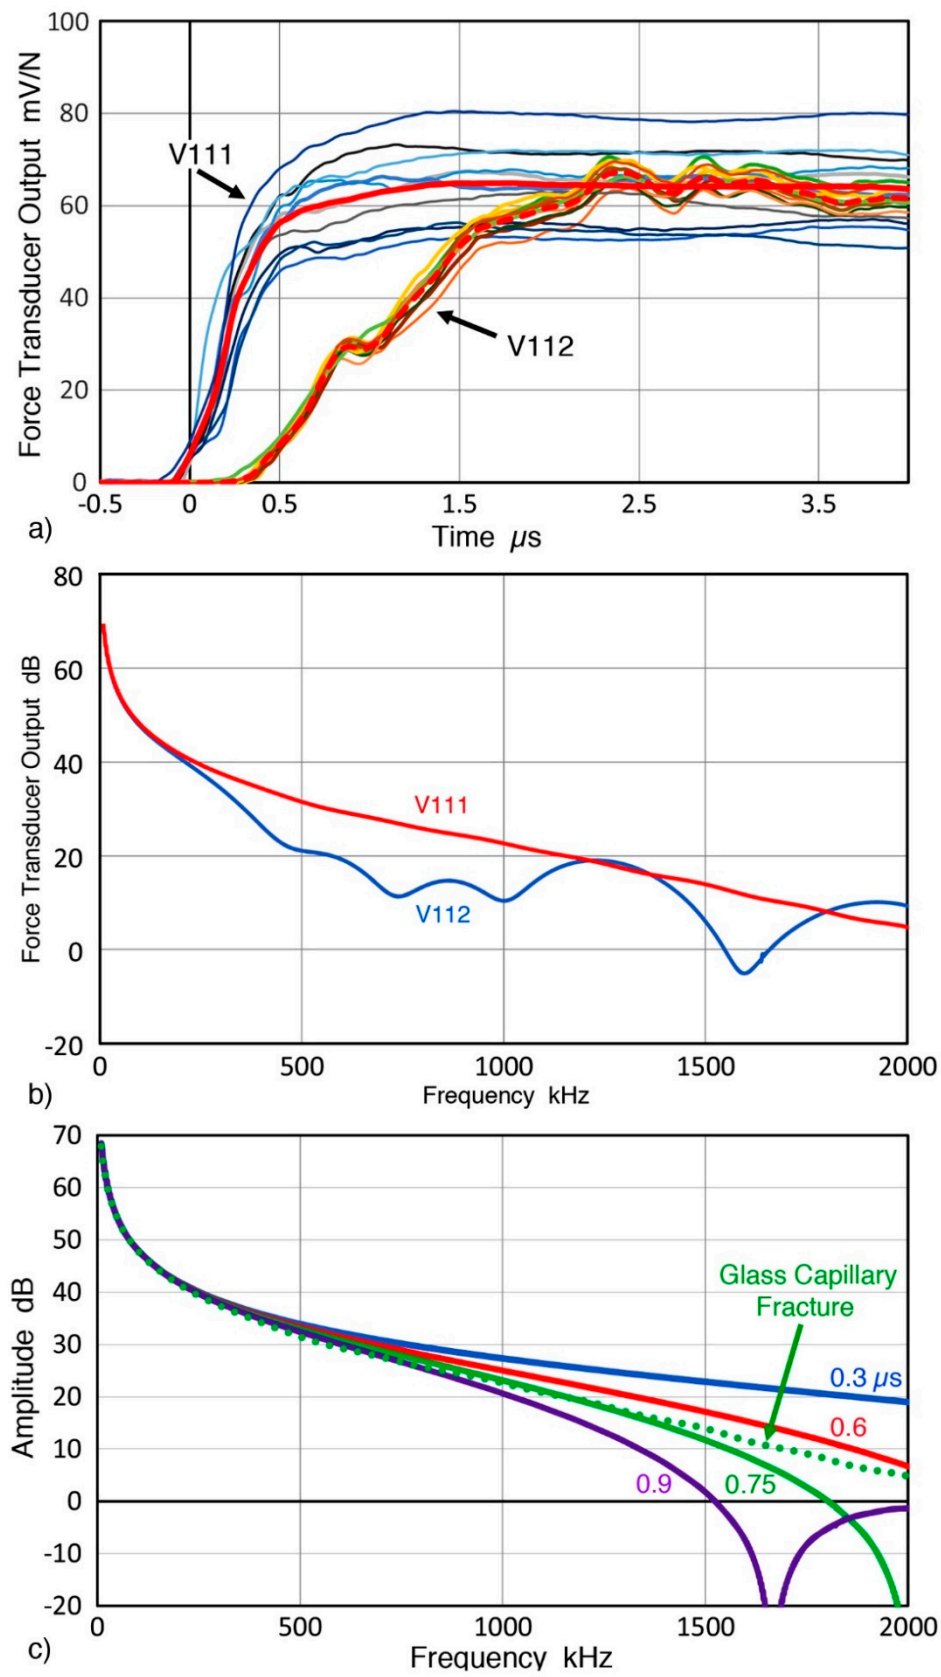 100
80
60
40
20
0
Force Transducer Output mV/N
V111
V112
-0.5 0 0.5 1.5 2.5 3.5
Time µs
a)
80
60
40
20
0
-20
Force Transducer Output dB
V111
V112
0 500 1000 1500 2000
Frequency kHz
b)
70
60
50
40
30
20
10
0
-10
-20
Amplitude dB
Glass Capillary
Fracture
0.3 µs
0.6
0.9 0.75
0 500 1000 1500 2000
Frequency kHz
c)